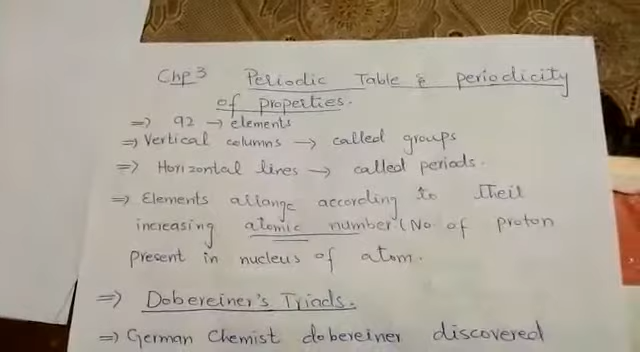 Chp 3 Periodic Table & periodicity
of properties.
⇒ 92 → elements
⇒ Vertical columns → called groups
⇒ Horizontal lines → called periods.
⇒ Elements arrange according to their
increasing atomic number. (No. of proton
present in nucleus of atom.
⇒ Dobereiner's Triads.
⇒ German Chemist dobereiner discovered